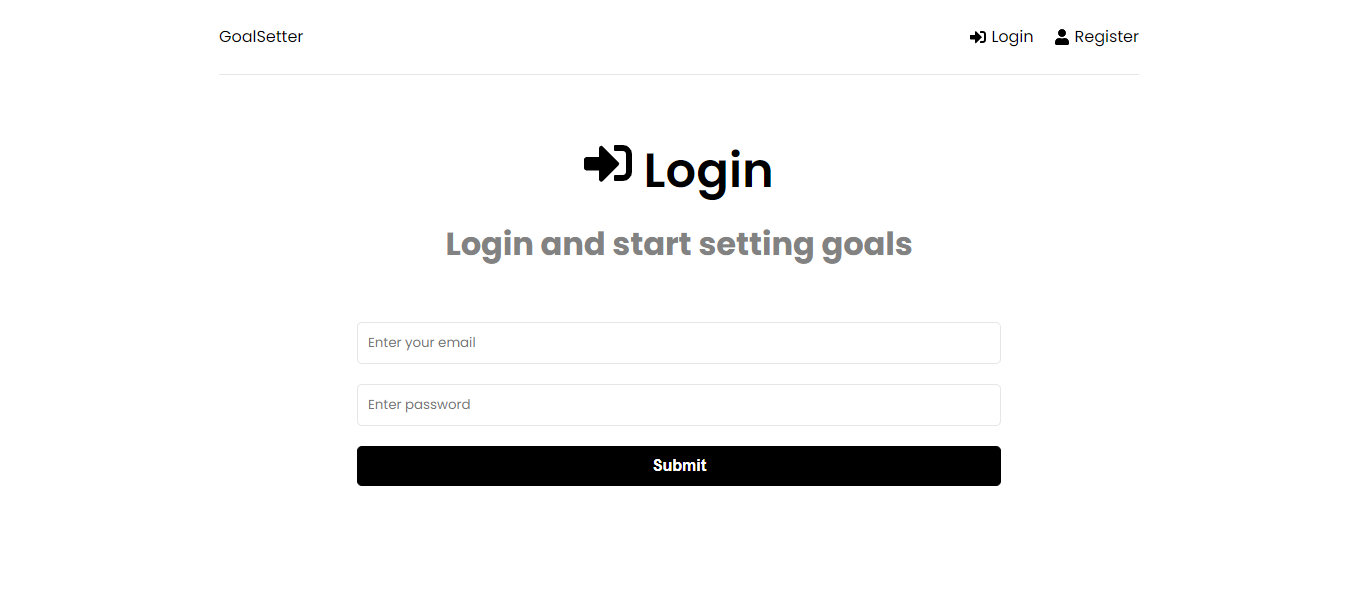 GoalSetter Login Register
Login
Login and start setting goals
Enter your email
Enter password
Submit